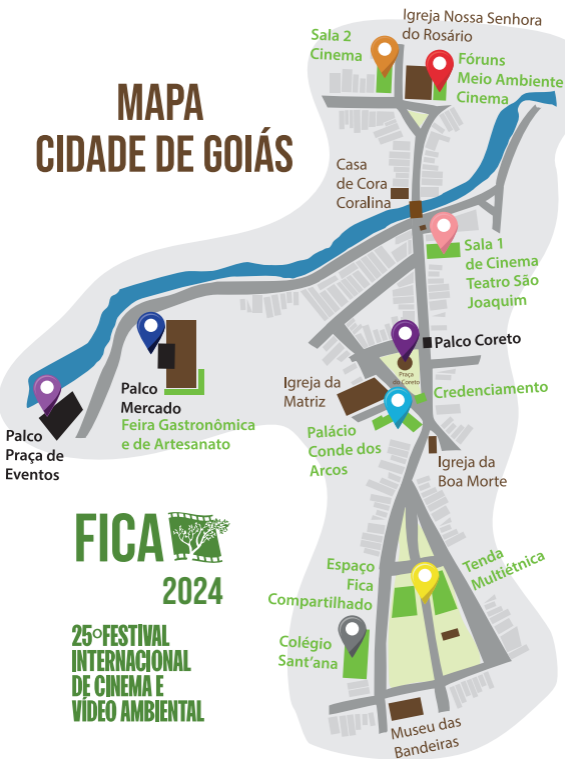 Igreja Nossa Senhora
do Rosário
Sala 2
Cinema
Fóruns
Meio Ambiente
Cinema
MAPA
CIDADE DE GOIÁS
Casa
de Cora
Coralina
Sala 1
de Cinema
Teatro São
Joaquim
Palco Coreto
Praça
do Coreto
Palco
Mercado
Feira Gastronômica
e de Artesanato
Igreja da
Matriz
Credenciamento
Palco
Praça de
Eventos
Palácio
Conde dos
Arcos
Igreja da
Boa Morte
FICA
2024
Espaço
Fica
Compartilhado
Tenda
Multiétnica
25º FESTIVAL
INTERNACIONAL
DE CINEMA E
VÍDEO AMBIENTAL
Colégio
Sant'ana
Museu das
Bandeiras